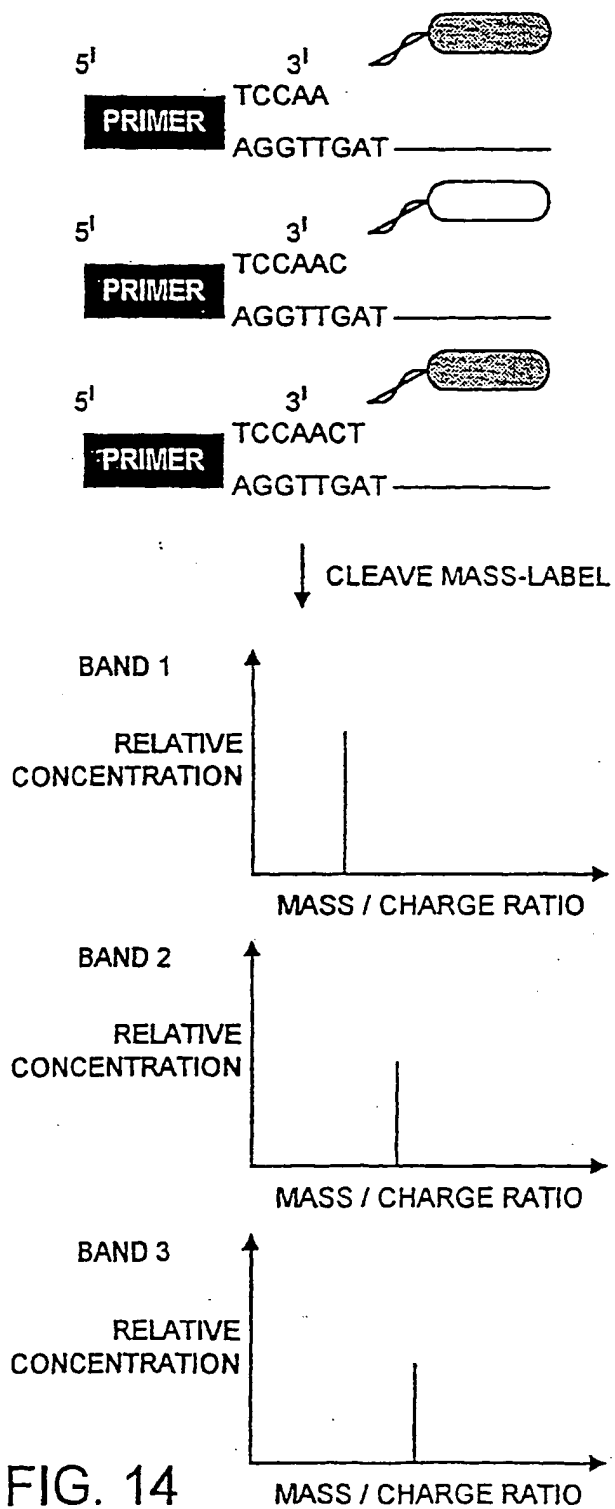 5' 3'
TCCAA
PRIMER
AGGTTGAT
5' 3'
TCCAAC
PRIMER
AGGTTGAT
5' 3'
TCCAACT
PRIMER
AGGTTGAT
CLEAVE MASS-LABEL
BAND 1
RELATIVE
CONCENTRATION
MASS / CHARGE RATIO
BAND 2
RELATIVE
CONCENTRATION
MASS / CHARGE RATIO
BAND 3
RELATIVE
CONCENTRATION
MASS / CHARGE RATIO
FIG. 14